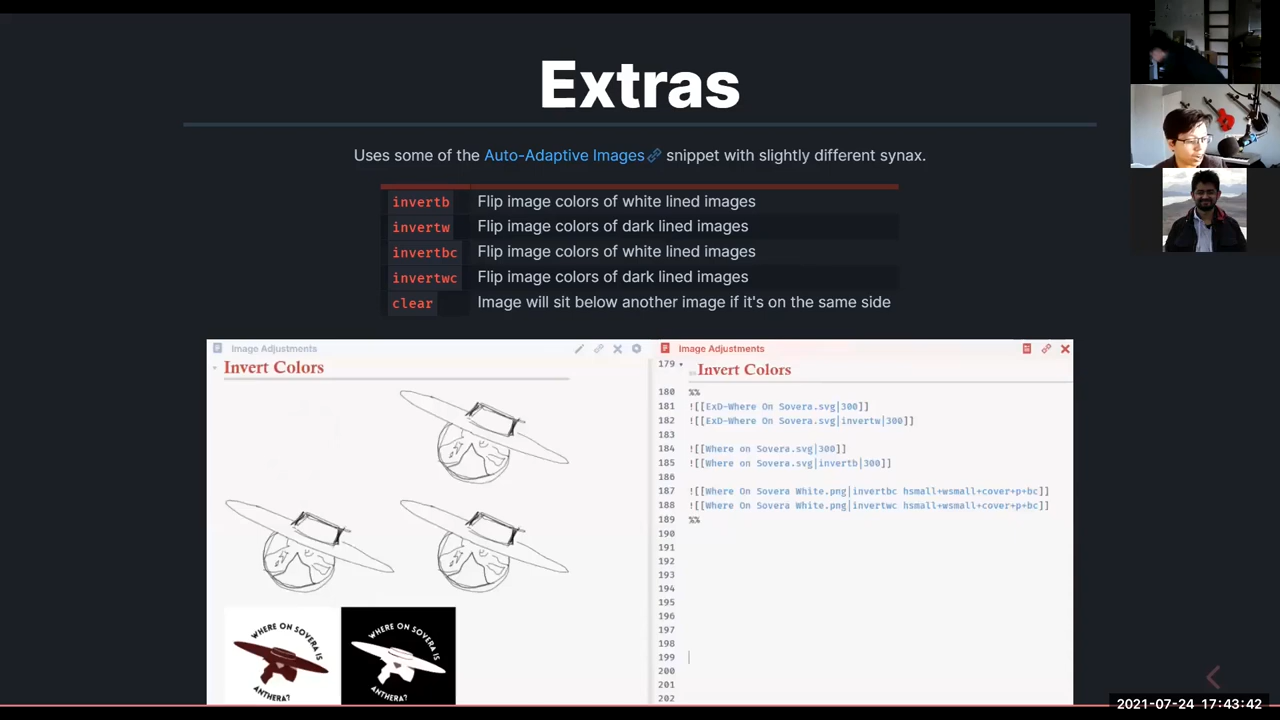 Extras
Uses some of the Auto-Adaptive Images snippet with slightly different synax.
invertb Flip image colors of white lined images
invertw Flip image colors of dark lined images
invertbc Flip image colors of white lined images
invertwc Flip image colors of dark lined images
clear Image will sit below another image if it's on the same side
Image Adjustments
Invert Colors
WHERE ON SOVERA IS
ANTHERA?
WHERE ON SOVERA IS
ANTHERA?
Image Adjustments
179 Invert Colors
180 %%
181 ![[ExD-Where On Sovera.svg|300]]
182 ![[ExD-Where On Sovera.svg|invertw|300]]
183
184 ![[Where on Sovera.svg|300]]
185 ![[Where on Sovera.svg|invertb|300]]
186
187 ![[Where On Sovera White.png|invertbc hsmall+wsmall+cover+p+bc]]
188 ![[Where On Sovera White.png|invertwc hsmall+wsmall+cover+p+bc]]
189 %%
190
191
192
193
194
195
196
197
198
199
200
201
202
2021-07-24 17:43:42